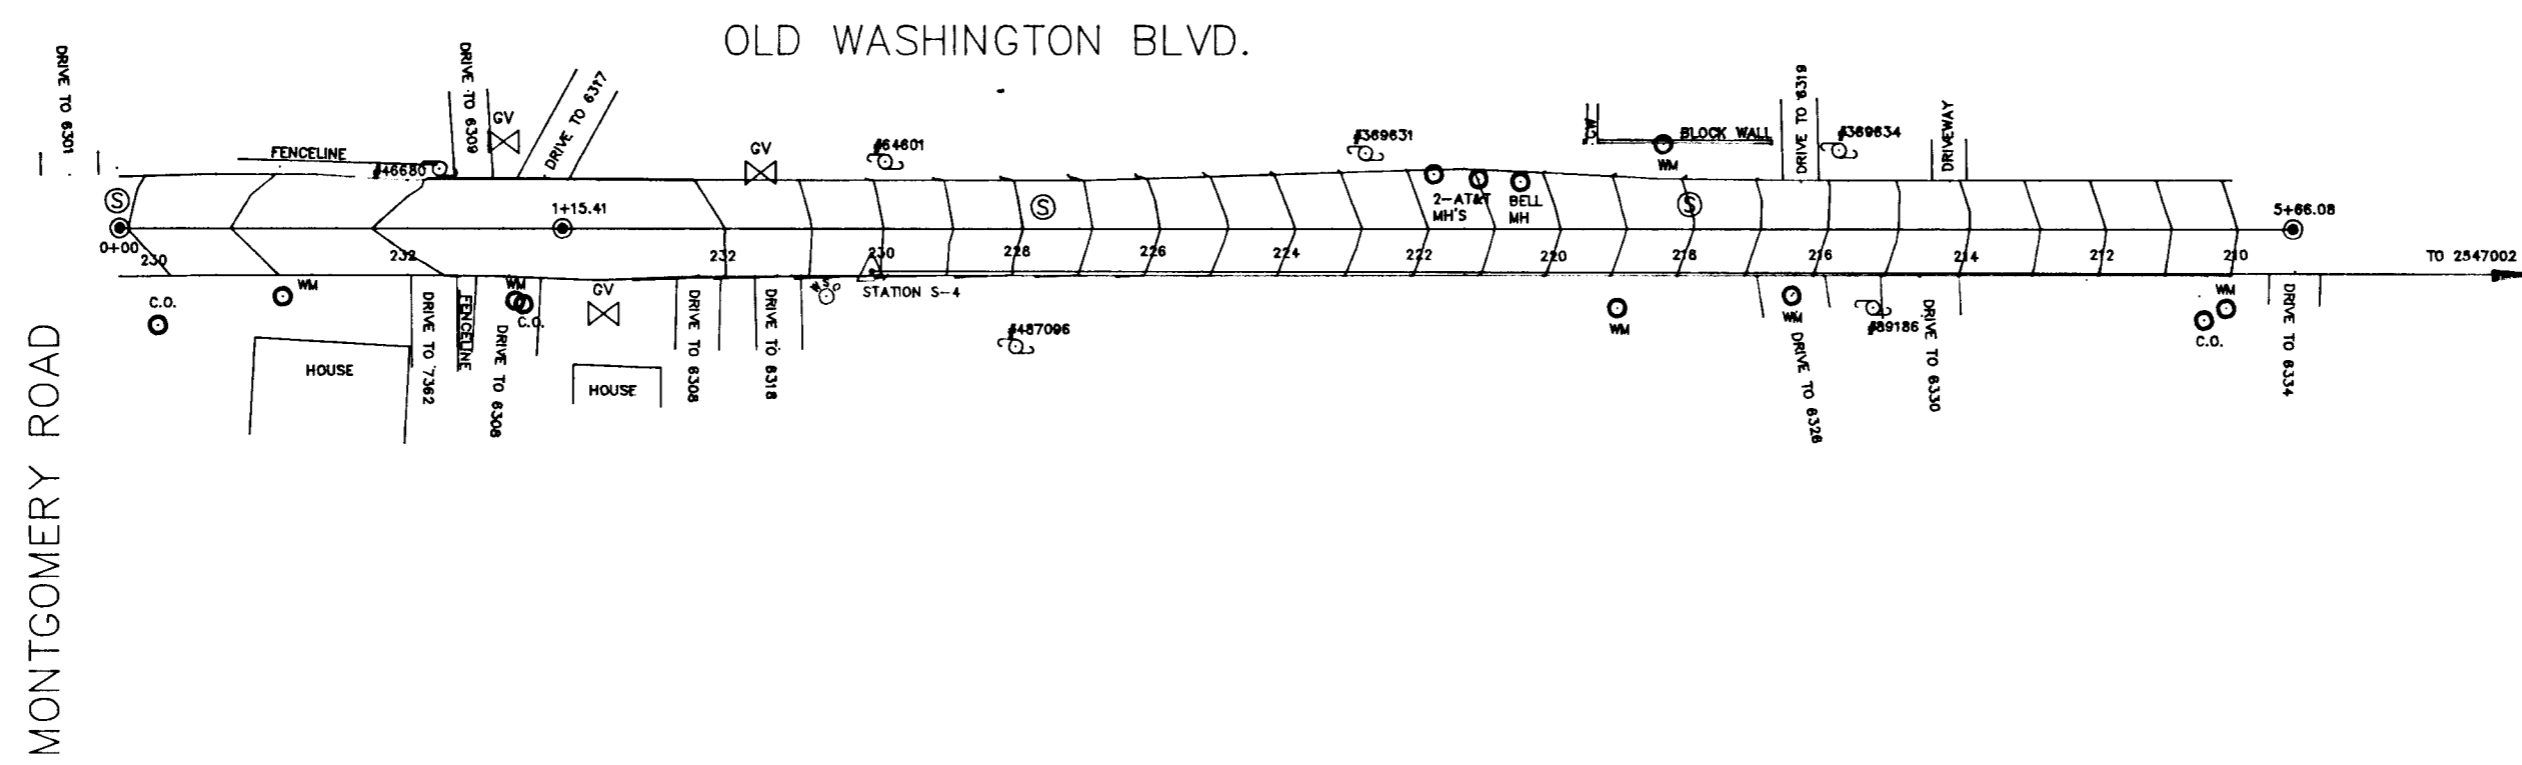 OLD WASHINGTON BLVD.
DRIVE TO 6301
DRIVE TO 6309
GV
DRIVE TO 6317
FENCELINE
#46680
GV
#64601
#369631
BLOCK WALL
WM
DRIVE TO 6319
#369634
DRIVEWAY
S
1+15.41
S
2-AT&T
MH'S
BELL
MH
S
5+66.08
0+00
230
232
232
230
228
226
224
222
220
218
216
214
212
210
TO 2547002
C.O.
WM
WM
C.O.
GV
STATION S-4
#487096
WM
WM
#89186
WM
C.O.
HOUSE
DRIVE TO 7362
FENCELINE
DRIVE TO 6308
HOUSE
DRIVE TO 6308
DRIVE TO 6318
DRIVE TO 6326
DRIVE TO 6330
DRIVE TO 6334
MONTGOMERY ROAD